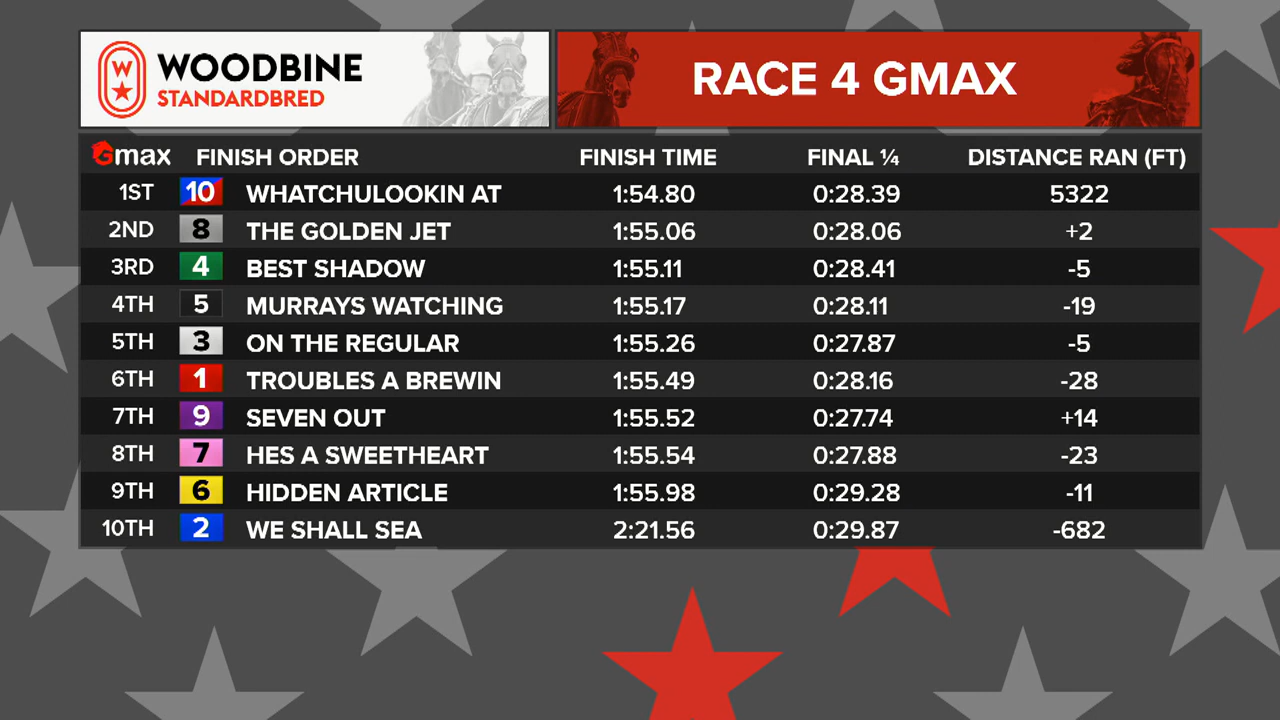 W
WOODBINE
STANDARDBRED
RACE 4 GMAX
Gmax FINISH ORDER FINISH TIME FINAL ¼ DISTANCE RAN (FT)
1ST 10 WHATCHULOOKIN AT 1:54.80 0:28.39 5322
2ND 8 THE GOLDEN JET 1:55.06 0:28.06 +2
3RD 4 BEST SHADOW 1:55.11 0:28.41 -5
4TH 5 MURRAYS WATCHING 1:55.17 0:28.11 -19
5TH 3 ON THE REGULAR 1:55.26 0:27.87 -5
6TH 1 TROUBLES A BREWIN 1:55.49 0:28.16 -28
7TH 9 SEVEN OUT 1:55.52 0:27.74 +14
8TH 7 HES A SWEETHEART 1:55.54 0:27.88 -23
9TH 6 HIDDEN ARTICLE 1:55.98 0:29.28 -11
10TH 2 WE SHALL SEA 2:21.56 0:29.87 -682